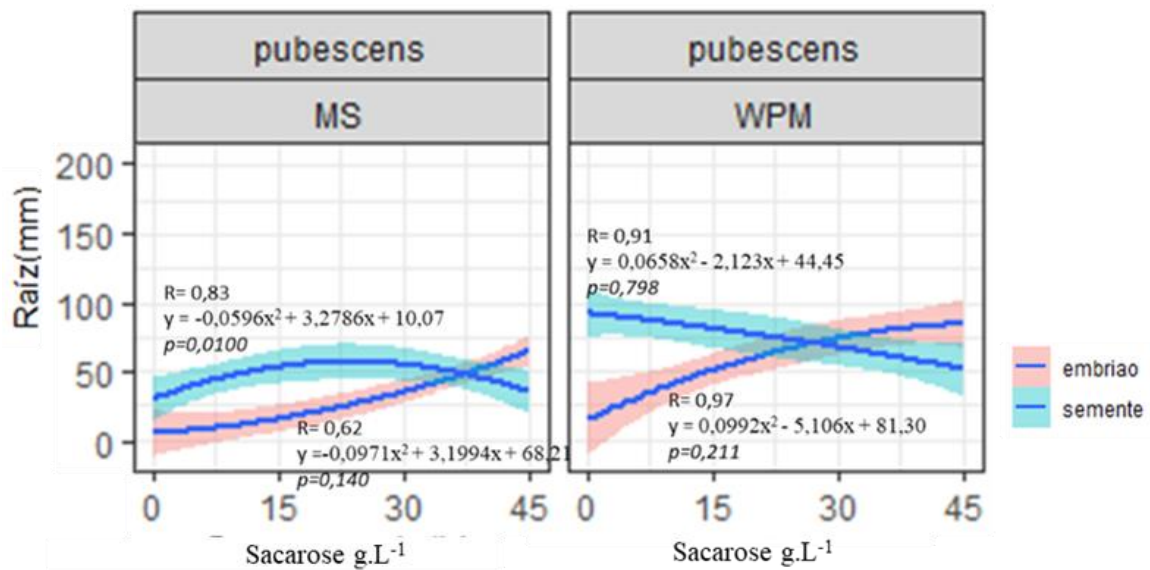 pubescens
MS
pubescens
WPM
Raíz(mm)
200
150
100
50
0
R= 0,83
y = -0,0596x² + 3,2786x + 10,07
p=0,0100
R= 0,62
y =-0,0971x² + 3,1994x + 68,21
p=0,140
R= 0,91
y = 0,0658x² - 2,123x + 44,45
p=0,798
R= 0,97
y = 0,0992x² - 5,106x + 81,30
p=0,211
0 15 30 45
0 15 30 45
Sacarose g.L⁻¹
Sacarose g.L⁻¹
embriao
semente